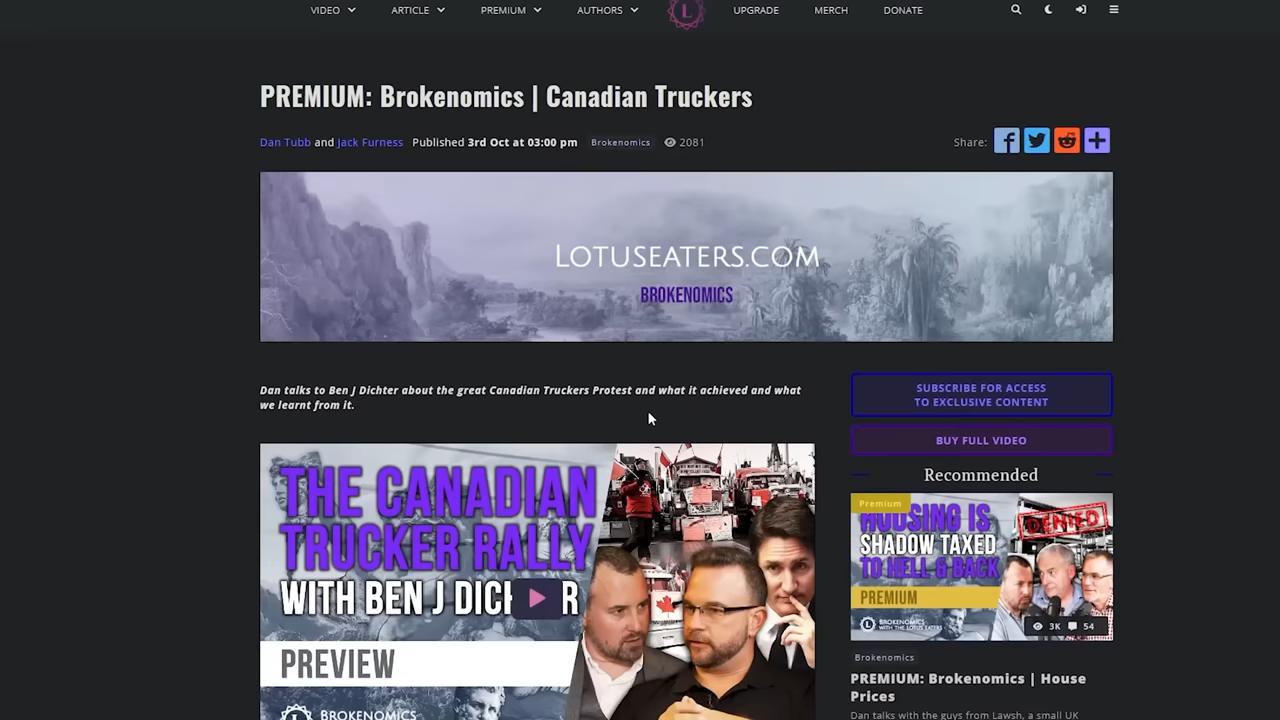 VIDEO ARTICLE PREMIUM AUTHORS L UPGRADE MERCH DONATE
PREMIUM: Brokenomics | Canadian Truckers
Dan Tubb and Jack Furness Published 3rd Oct at 03:00 pm Brokenomics 2081 Share:
LOTUSEATERS.COM
BROKENOMICS
Dan talks to Ben J Dichter about the great Canadian Truckers Protest and what it achieved and what
we learnt from it.
THE CANADIAN
TRUCKER RALLY
WITH BEN J DICH R
PREVIEW
BROKENOMICS
SUBSCRIBE FOR ACCESS
TO EXCLUSIVE CONTENT
BUY FULL VIDEO
Recommended
Premium
HOUSING IS
DENIED
SHADOW TAXED
TO HELL & BACK
PREMIUM
BROKENOMICS
WITH THE LOTUS EATERS
3K 54
Brokenomics
PREMIUM: Brokenomics | House
Prices
Dan talks with the guys from Lawsh, a small UK